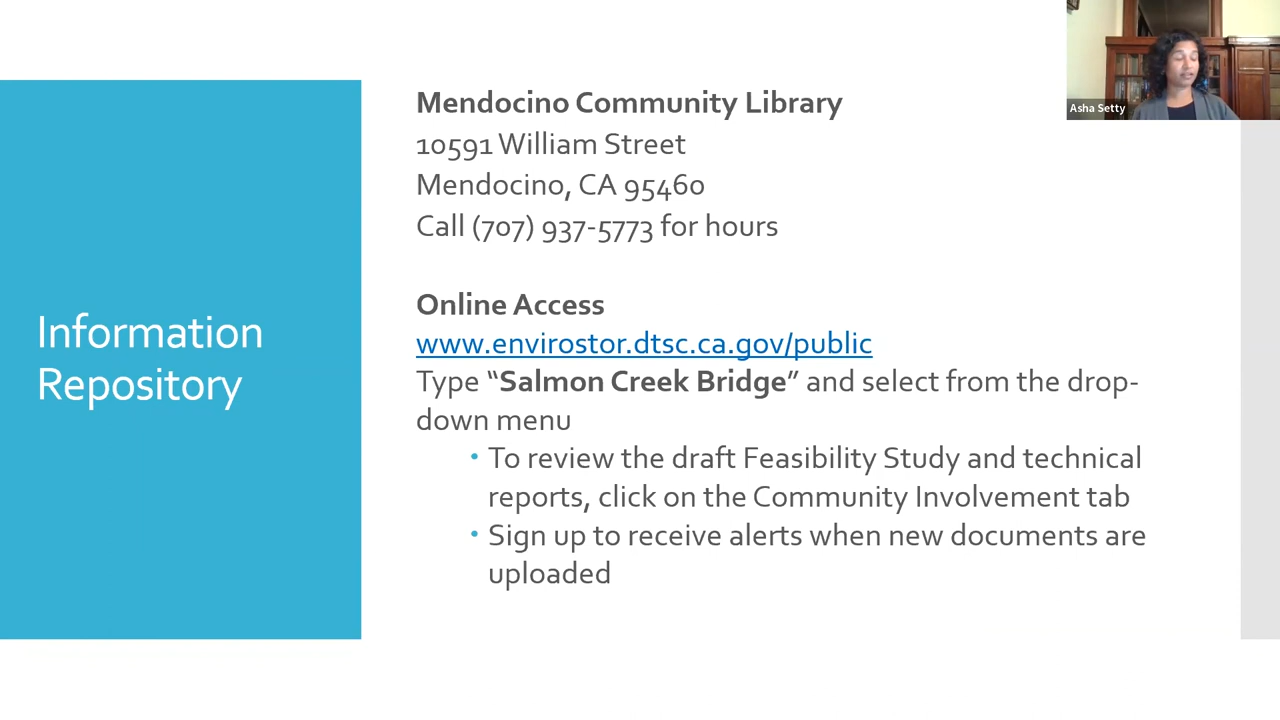 Asha Setty
Information
Repository
Mendocino Community Library
10591 William Street
Mendocino, CA 95460
Call (707) 937-5773 for hours
Online Access
www.envirostor.dtsc.ca.gov/public
Type “Salmon Creek Bridge” and select from the drop-
down menu
• To review the draft Feasibility Study and technical
reports, click on the Community Involvement tab
• Sign up to receive alerts when new documents are
uploaded